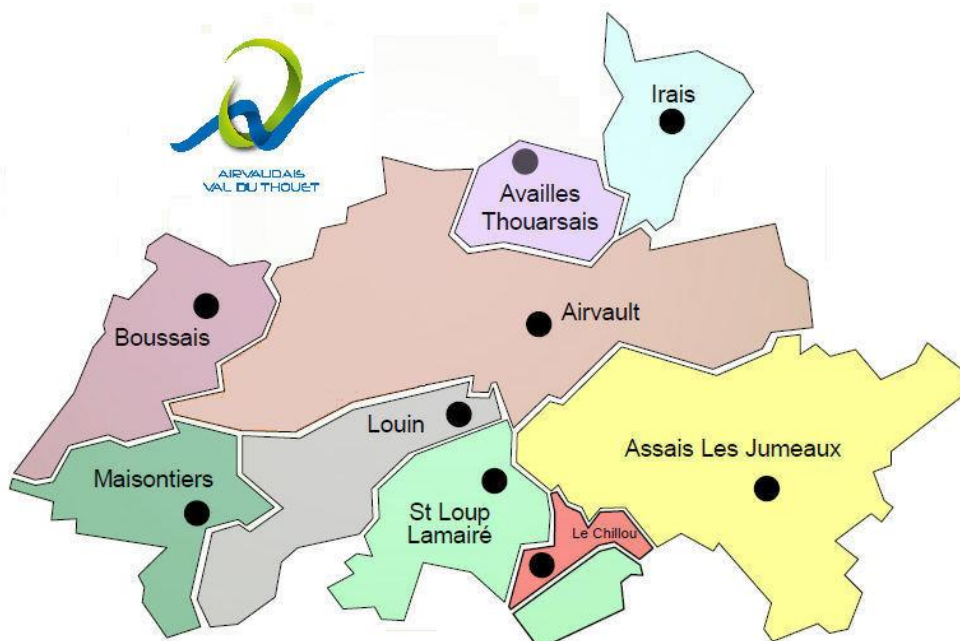 AIRVAUDAIS
VAL DU THOUET
Irais
Availles
Thouarsais
Airvault
Boussais
Louin
Assais Les Jumeaux
Maisontiers
St Loup
Lamairé
Le Chillou